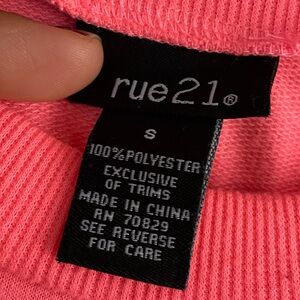 rue21®
S
100%POLYESTER
EXCLUSIVE
OF TRIMS
MADE IN CHINA
RN 70829
SEE REVERSE
FOR CARE